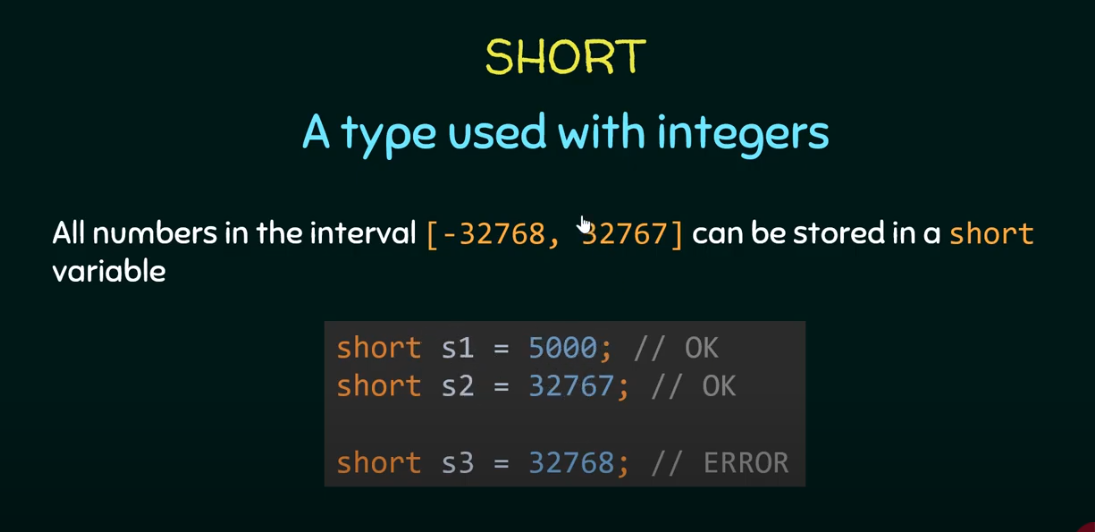 SHORT
A type used with integers
All numbers in the interval [-32768, 32767] can be stored in a short
variable
short s1 = 5000; // OK
short s2 = 32767; // OK
short s3 = 32768; // ERROR